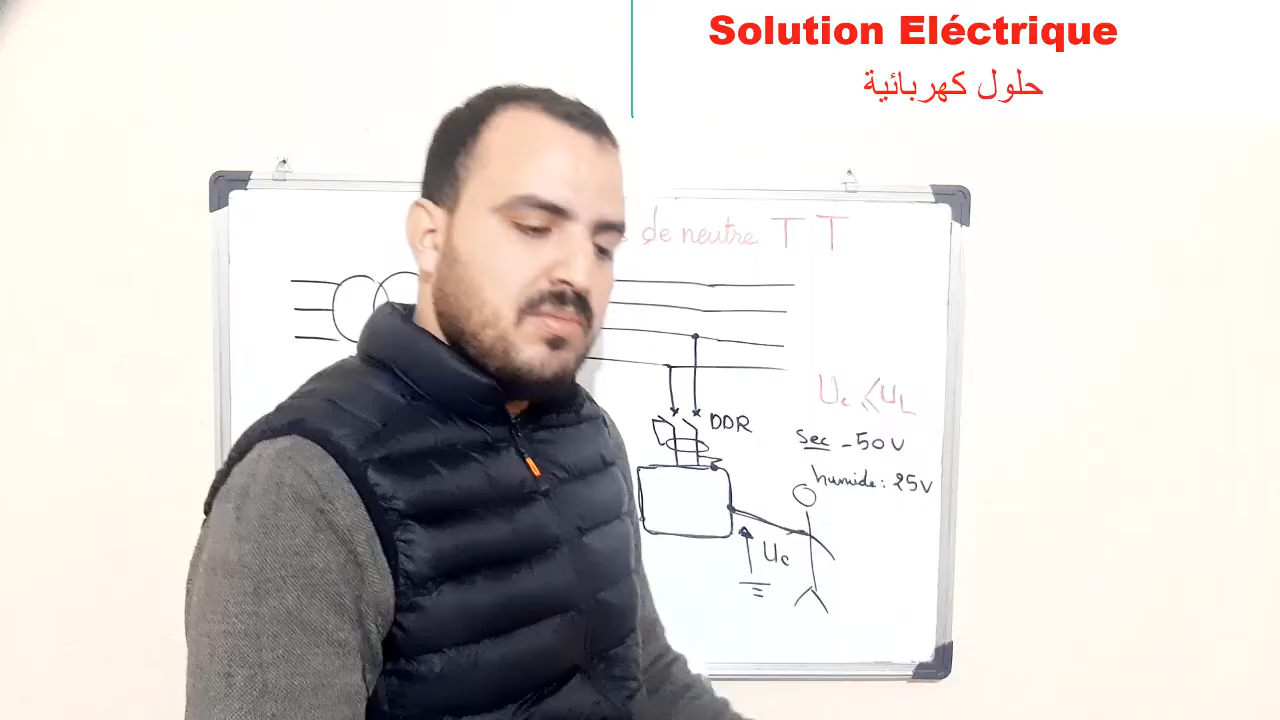 Solution Eléctrique
حلول كهربائية
de neutre T T
Uc ⩽ UL
DDR
sec - 50V
humide: 25V
Uc